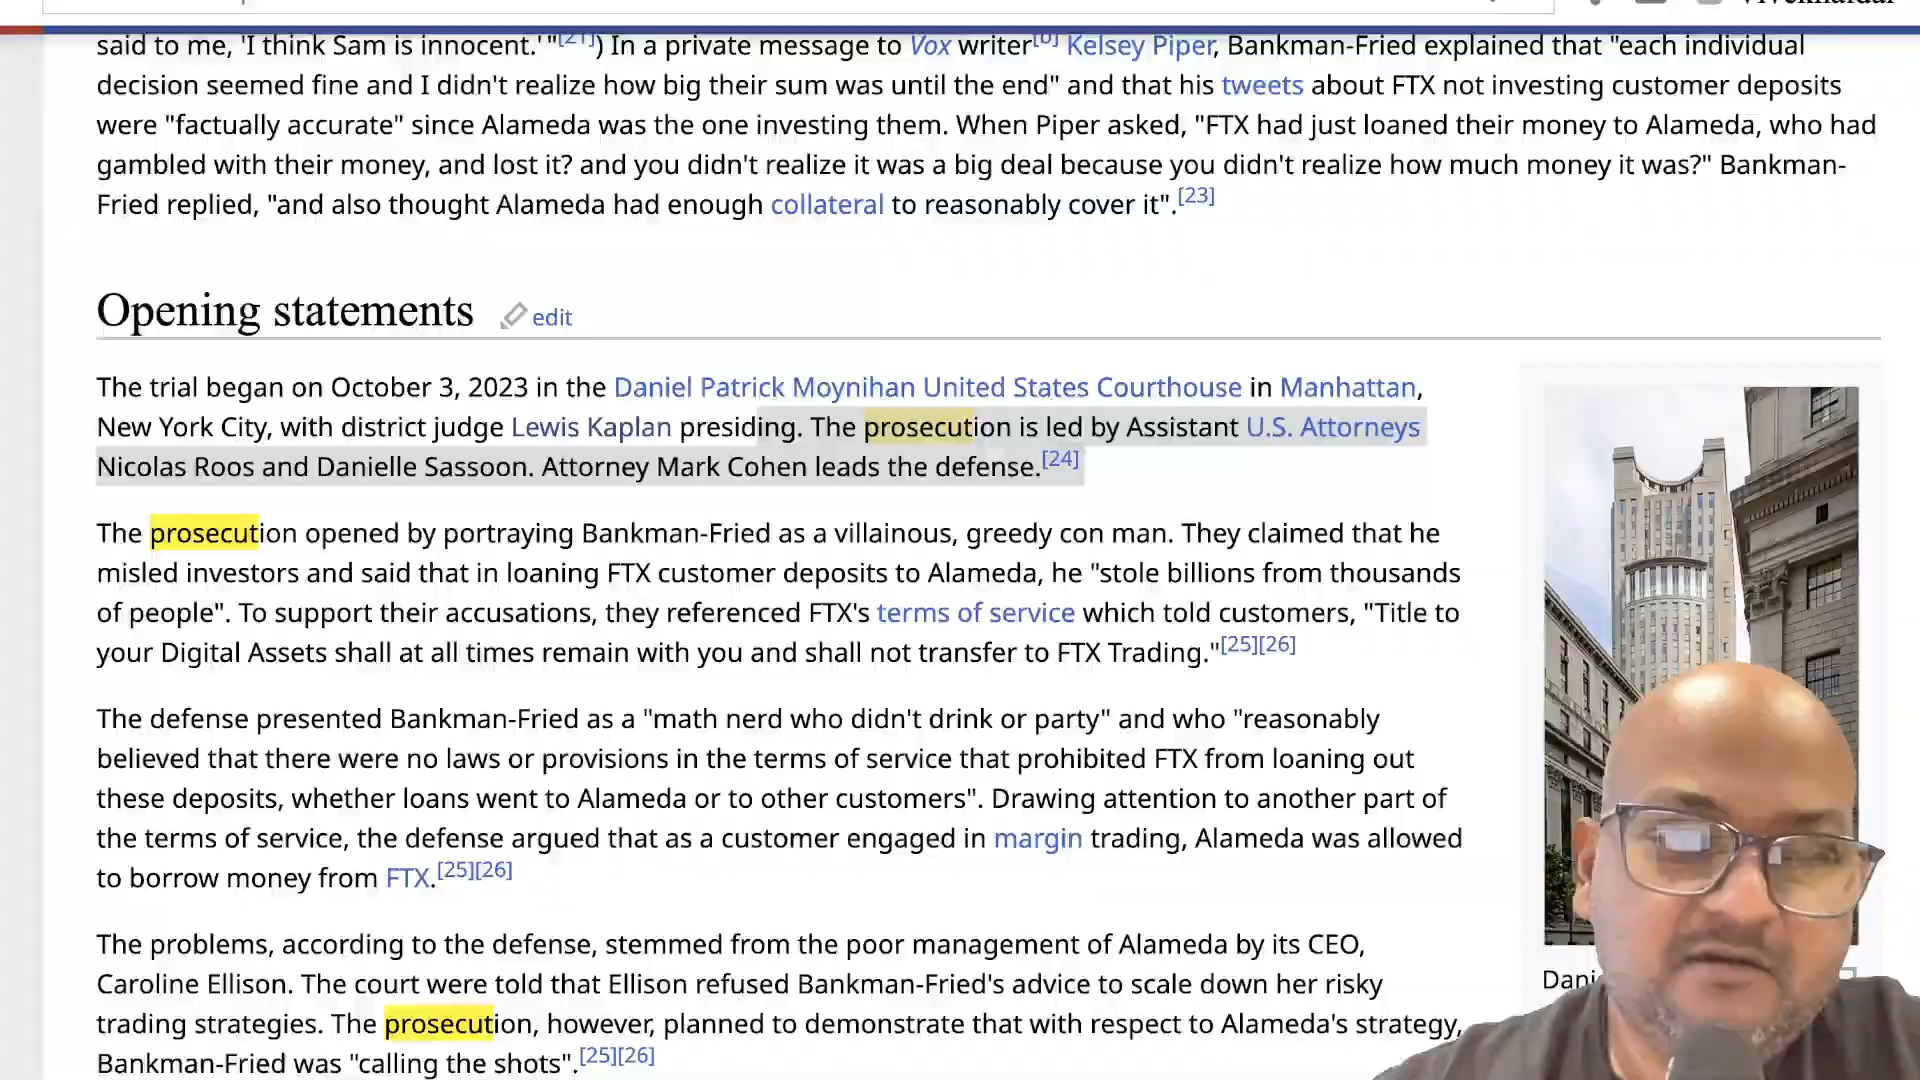 said to me, 'I think Sam is innocent.'"[21]) In a private message to Vox writer[b] Kelsey Piper, Bankman-Fried explained that "each individual
decision seemed fine and I didn't realize how big their sum was until the end" and that his tweets about FTX not investing customer deposits
were "factually accurate" since Alameda was the one investing them. When Piper asked, "FTX had just loaned their money to Alameda, who had
gambled with their money, and lost it? and you didn't realize it was a big deal because you didn't realize how much money it was?" Bankman-
Fried replied, "and also thought Alameda had enough collateral to reasonably cover it".[23]
Opening statements edit
The trial began on October 3, 2023 in the Daniel Patrick Moynihan United States Courthouse in Manhattan,
New York City, with district judge Lewis Kaplan presiding. The prosecution is led by Assistant U.S. Attorneys
Nicolas Roos and Danielle Sassoon. Attorney Mark Cohen leads the defense.[24]
The prosecution opened by portraying Bankman-Fried as a villainous, greedy con man. They claimed that he
misled investors and said that in loaning FTX customer deposits to Alameda, he "stole billions from thousands
of people". To support their accusations, they referenced FTX's terms of service which told customers, "Title to
your Digital Assets shall at all times remain with you and shall not transfer to FTX Trading."[25][26]
The defense presented Bankman-Fried as a "math nerd who didn't drink or party" and who "reasonably
believed that there were no laws or provisions in the terms of service that prohibited FTX from loaning out
these deposits, whether loans went to Alameda or to other customers". Drawing attention to another part of
the terms of service, the defense argued that as a customer engaged in margin trading, Alameda was allowed
to borrow money from FTX.[25][26]
The problems, according to the defense, stemmed from the poor management of Alameda by its CEO,
Caroline Ellison. The court were told that Ellison refused Bankman-Fried's advice to scale down her risky
trading strategies. The prosecution, however, planned to demonstrate that with respect to Alameda's strategy,
Bankman-Fried was "calling the shots".[25][26]
Dani